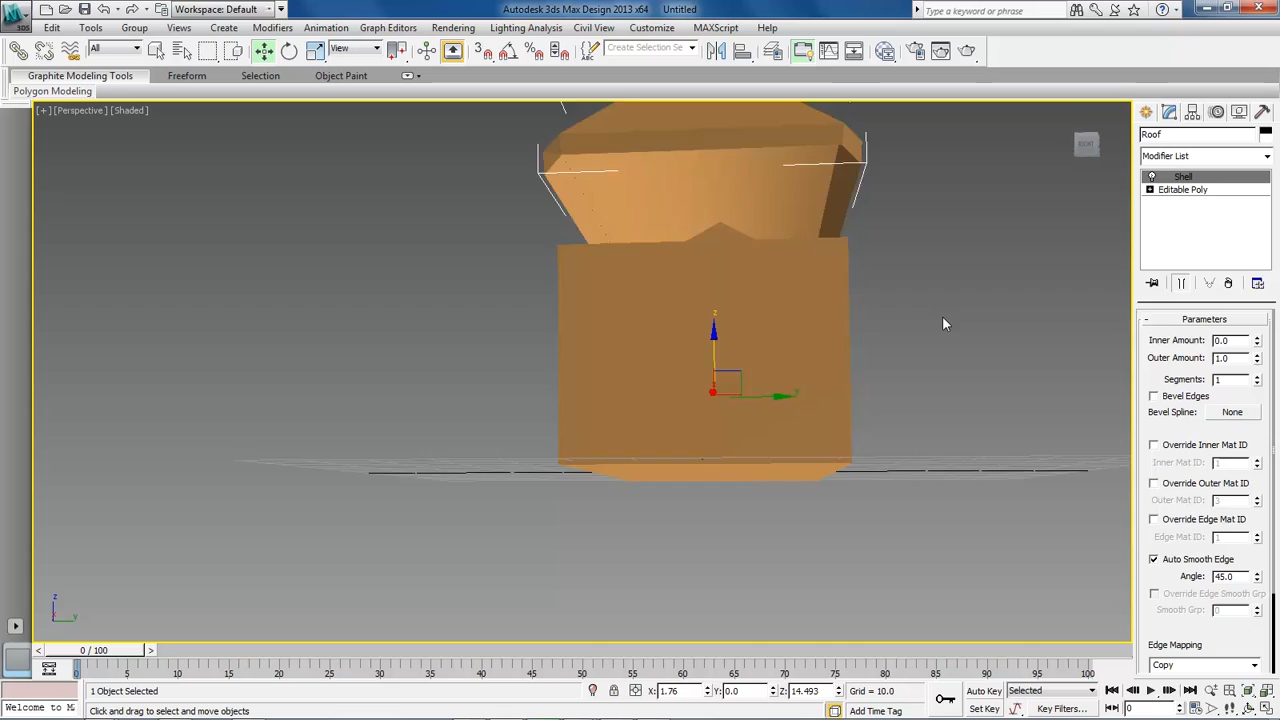 Workspace: Default
Autodesk 3ds Max Design 2013 x64
Untitled
Type a keyword or phrase
3DS
Edit
Tools
Group
Views
Create
Modifiers
Animation
Graph Editors
Rendering
Lighting Analysis
Civil View
Customize
MAXScript
Help
All
View
Create Selection Se
Graphite Modeling Tools
Freeform
Selection
Object Paint
Polygon Modeling
[+] [Perspective] [Shaded]
FRONT
z
y
z
y
Roof
Modifier List
Shell
Editable Poly
- Parameters
Inner Amount: 0.0
Outer Amount: 1.0
Segments: 1
Bevel Edges
Bevel Spline: None
Override Inner Mat ID
Inner Mat ID: 1
Override Outer Mat ID
Outer Mat ID: 3
Override Edge Mat ID
Edge Mat ID: 1
Auto Smooth Edge
Angle: 45.0
Override Edge Smooth Grp
Smooth Grp: 0
Edge Mapping
Copy
< 0 / 100 >
0 5 10 15 20 25 30 35 40 45 50 55 60 65 70 75 80 85 90 95 100
1 Object Selected
X: 1.76
Y: 0.0
Z: 14.493
Grid = 10.0
Auto Key
Selected
Welcome to M
Click and drag to select and move objects
Add Time Tag
Set Key
Key Filters...
0